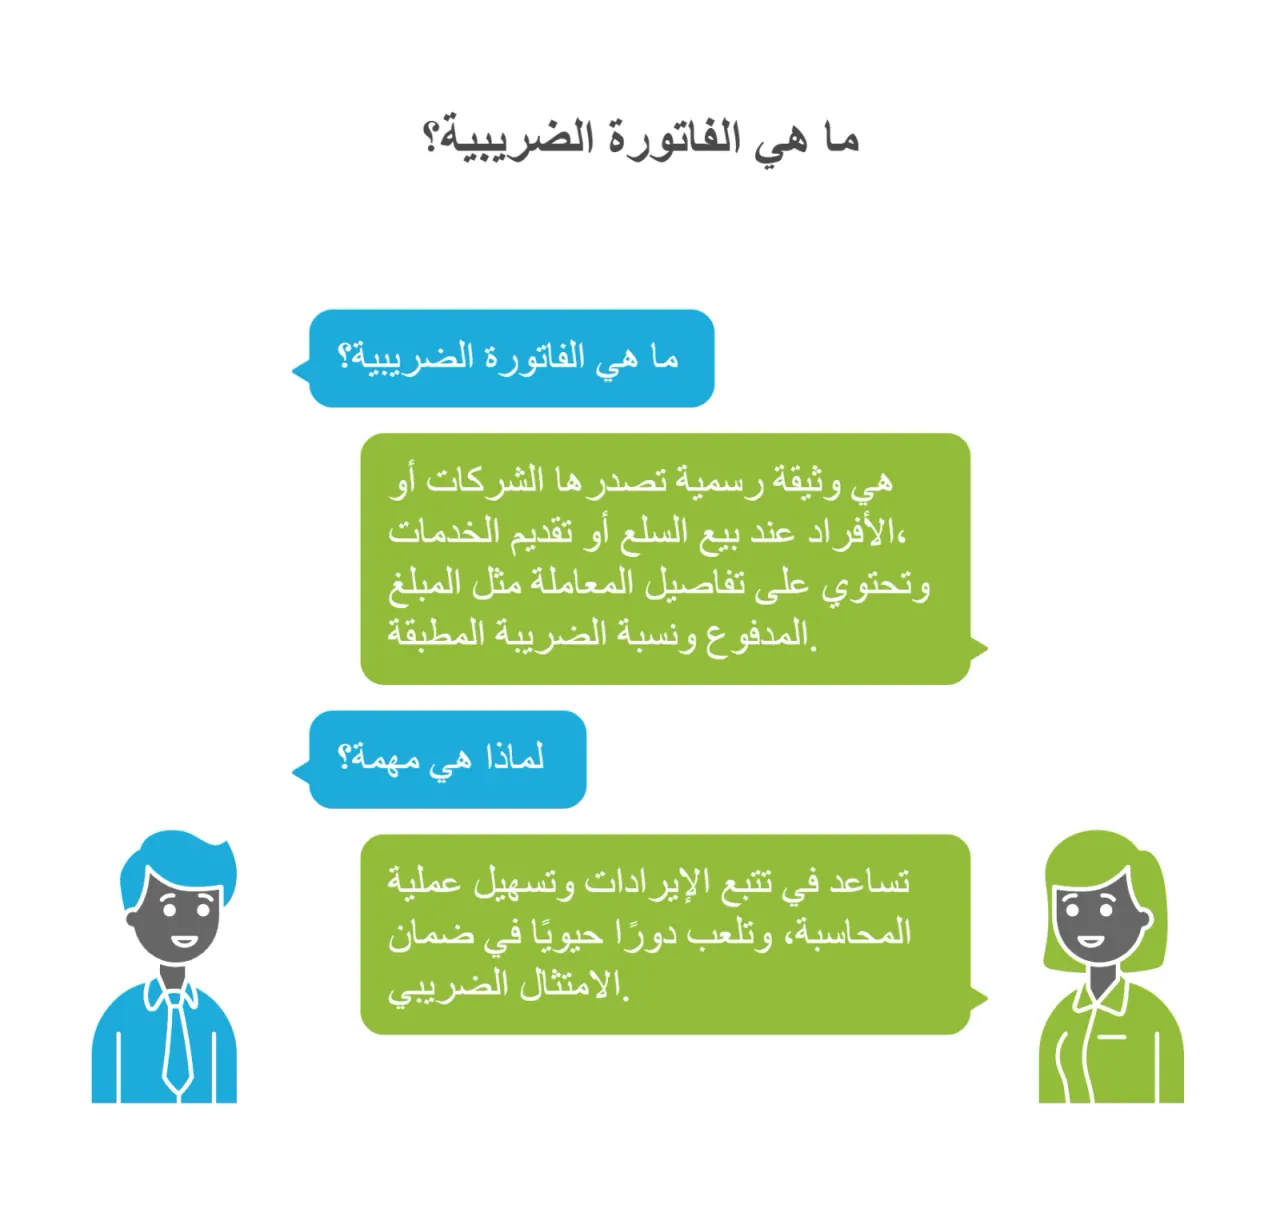 ما هي الفاتورة الضريبية؟
ما هي الفاتورة الضريبية؟
هي وثيقة رسمية تصدرها الشركات أو
الأفراد عند بيع السلع أو تقديم الخدمات،
وتحتوي على تفاصيل المعاملة مثل المبلغ
المدفوع ونسبة الضريبة المطبقة.
لماذا هي مهمة؟
تساعد في تتبع الإيرادات وتسهيل عملية
المحاسبة، وتلعب دورًا حيويًا في ضمان
الامتثال الضريبي.